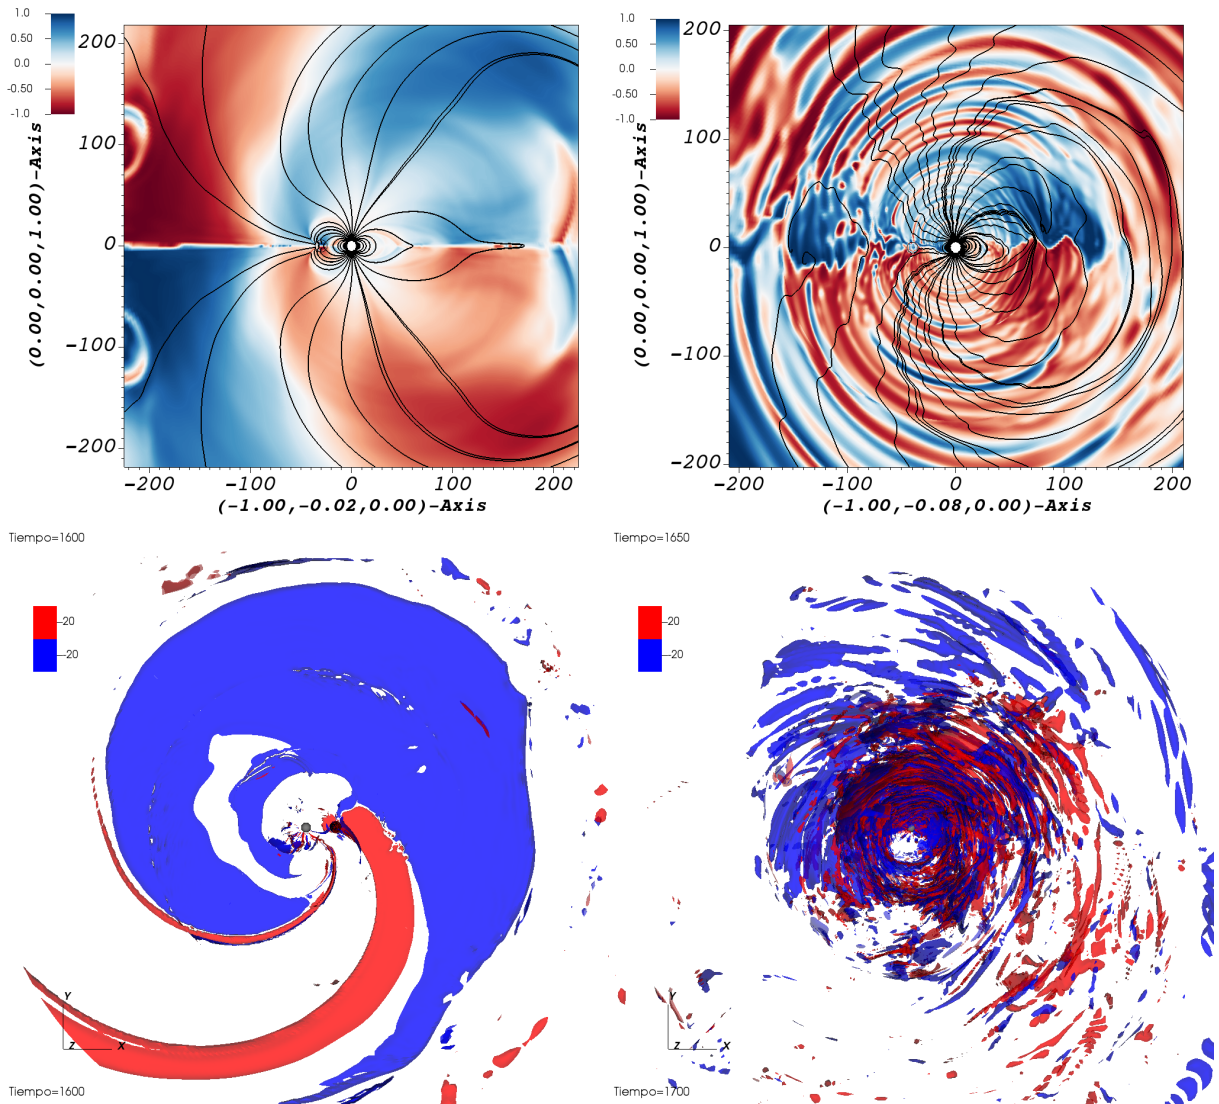 1.0
0.50
0.0
-0.50
-1.0
200
100
0
-100
-200
(0.00,0.00,1.00)-Axis
-200 -100 0 100 200
(-1.00,-0.02,0.00)-Axis
1.0
0.50
0.0
-0.50
-1.0
200
100
0
-100
-200
(0.00,0.00,1.00)-Axis
-200 -100 0 100 200
(-1.00,-0.08,0.00)-Axis
Tiempo=1600
20
-20
Y
Z X
Tiempo=1600
Tiempo=1650
20
-20
Y
Z X
Tiempo=1700